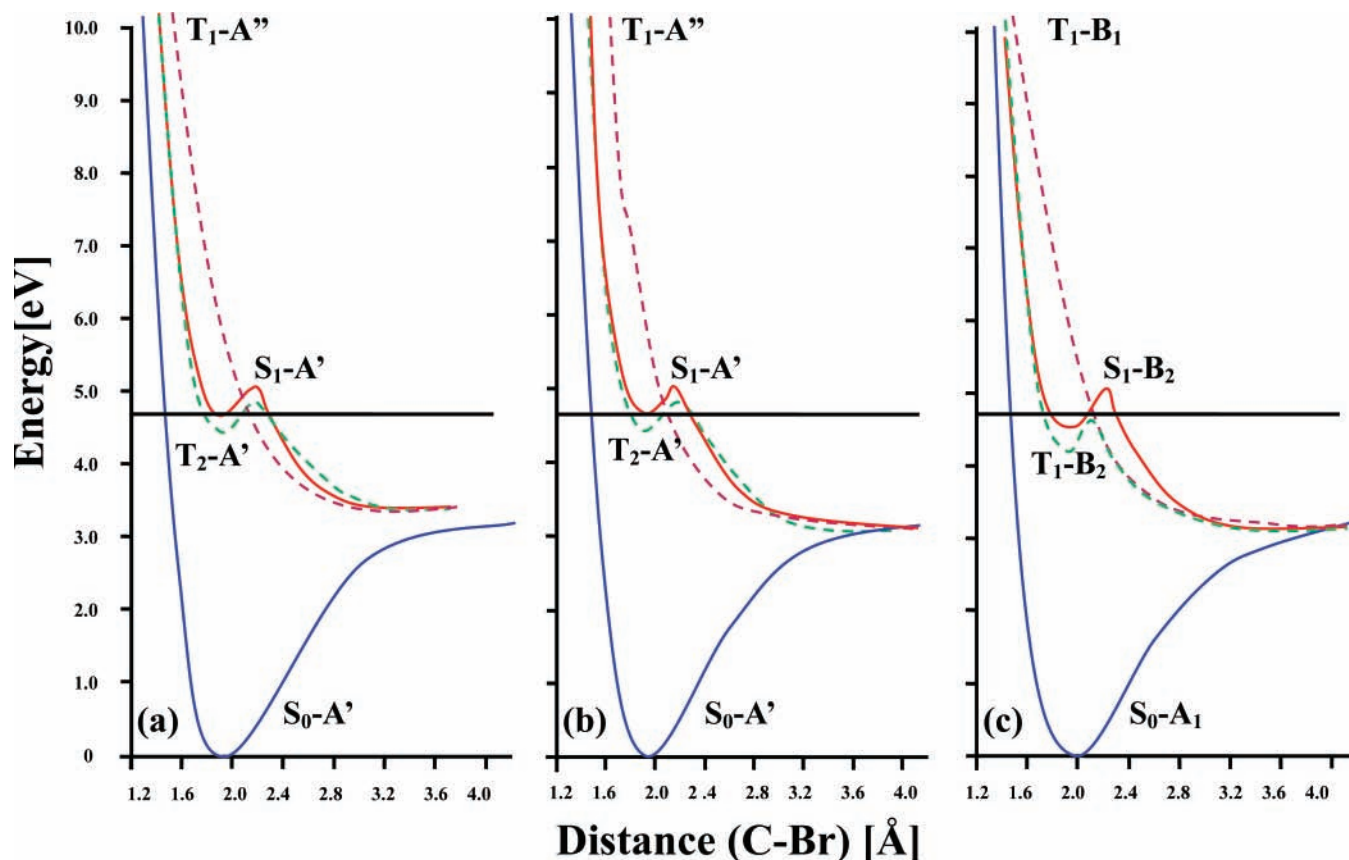 T1-A” T1-A” T1-B1
10.0
9.0
8.0
7.0
6.0
5.0
4.0
3.0
2.0
1.0
0
Energy[eV]
S1-A’ S1-A’ S1-B2
T2-A’ T2-A’ T1-B2
S0-A’ S0-A’ S0-A1
(a) (b) (c)
1.2 1.6 2.0 2.4 2.8 3.2 3.6 4.0 1.2 1.6 2.0 2.4 2.8 3.2 3.6 4.0 1.2 1.6 2.0 2.4 2.8 3.2 3.6 4.0
Distance (C-Br) [Å]